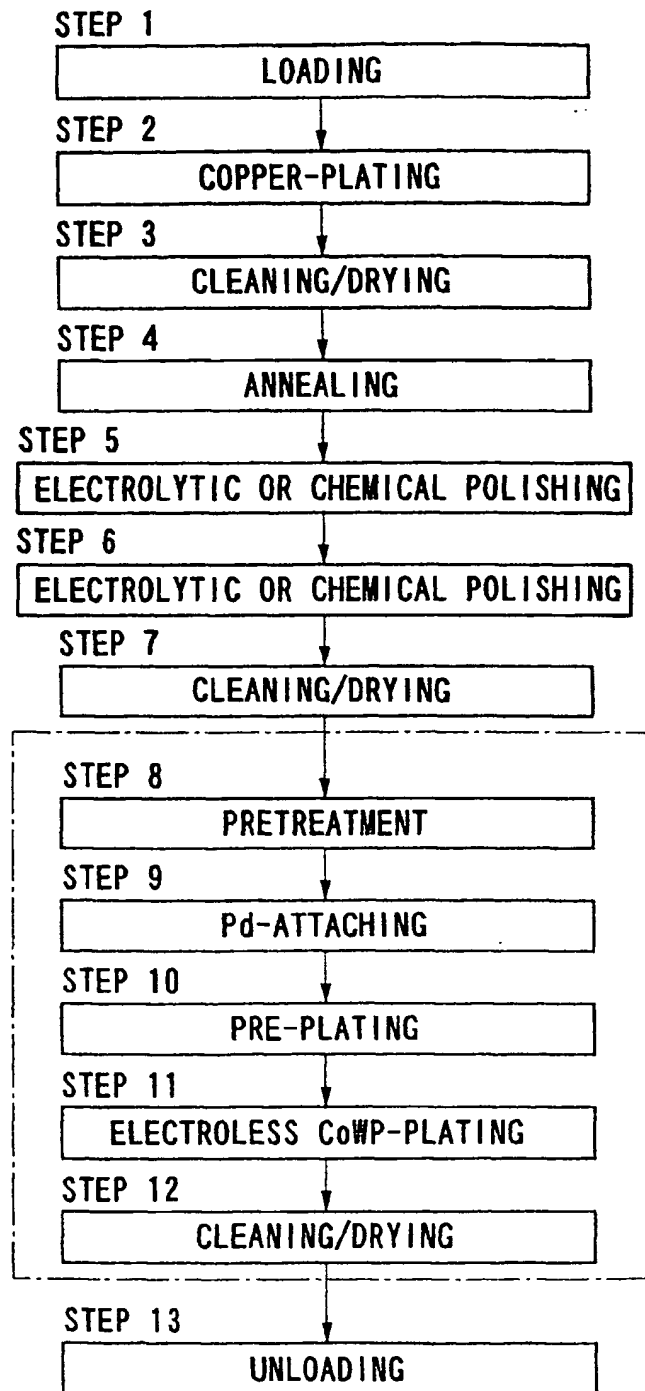 STEP 1
LOADING
STEP 2
COPPER-PLATING
STEP 3
CLEANING/DRYING
STEP 4
ANNEALING
STEP 5
ELECTROLYTIC OR CHEMICAL POLISHING
STEP 6
ELECTROLYTIC OR CHEMICAL POLISHING
STEP 7
CLEANING/DRYING
STEP 8
PRETREATMENT
STEP 9
Pd-ATTACHING
STEP 10
PRE-PLATING
STEP 11
ELECTROLESS CoWP-PLATING
STEP 12
CLEANING/DRYING
STEP 13
UNLOADING